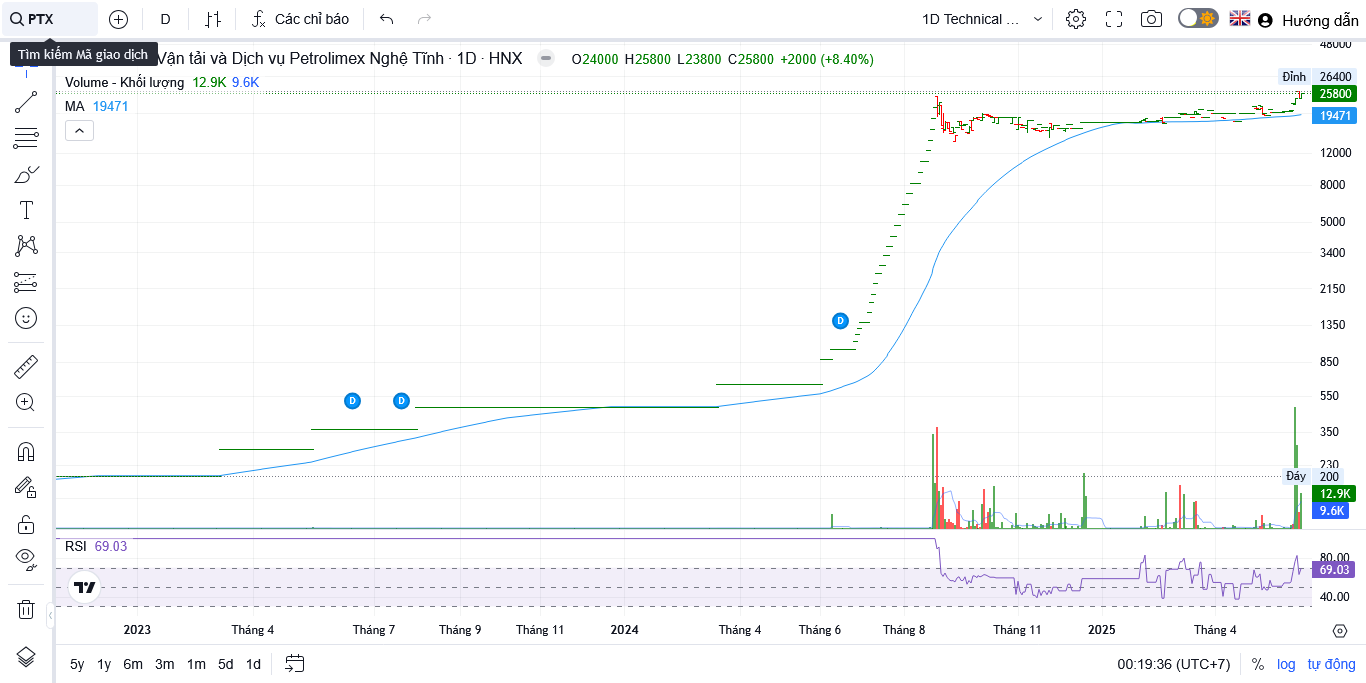 PTX
D
Các chỉ báo
1D Technical ...
Hướng dẫn
Tìm kiếm Mã giao dịch
Vận tải và Dịch vụ Petrolimex Nghệ Tĩnh · 1D · HNX
O24000 H25800 L23800 C25800 +2000 (+8.40%)
Volume - Khối lượng 12.9K 9.6K
MA 19471
48000
Đỉnh 26400
25800
19471
12000
8000
5000
3400
2150
1350
850
550
350
230
Đáy 200
12.9K
9.6K
D
D
D
RSI 69.03
80.00
69.03
40.00
2023
Tháng 4
Tháng 7
Tháng 9
Tháng 11
2024
Tháng 4
Tháng 6
Tháng 8
Tháng 11
2025
Tháng 4
5y 1y 6m 3m 1m 5d 1d
00:19:36 (UTC+7)
% log tự động